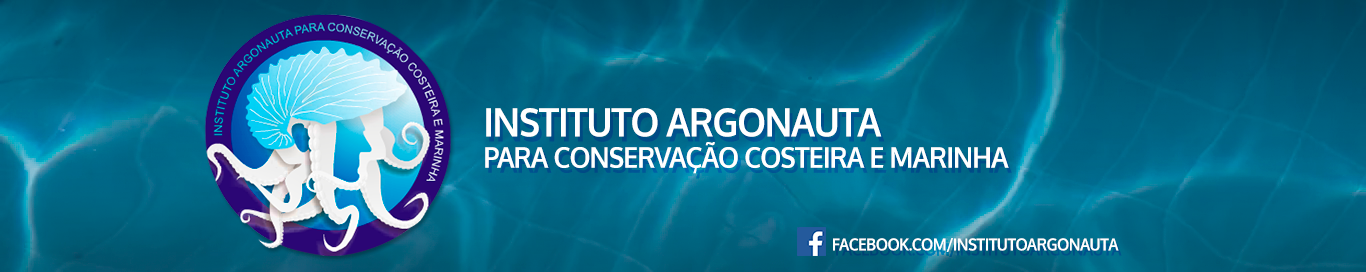 INSTITUTO ARGONAUTA PARA CONSERVAÇÃO COSTEIRA E MARINHA
INSTITUTO ARGONAUTA
PARA CONSERVAÇÃO COSTEIRA E MARINHA
f FACEBOOK.COM/INSTITUTOARGONAUTA